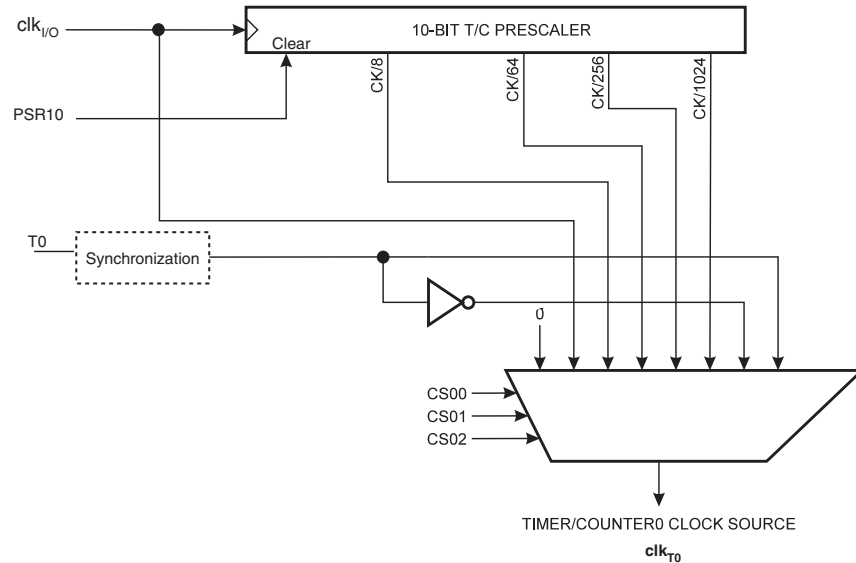 clkI/O
10-BIT T/C PRESCALER
Clear
CK/8
CK/64
CK/256
CK/1024
PSR10
T0
Synchronization
0
CS00
CS01
CS02
TIMER/COUNTER0 CLOCK SOURCE
clkT0